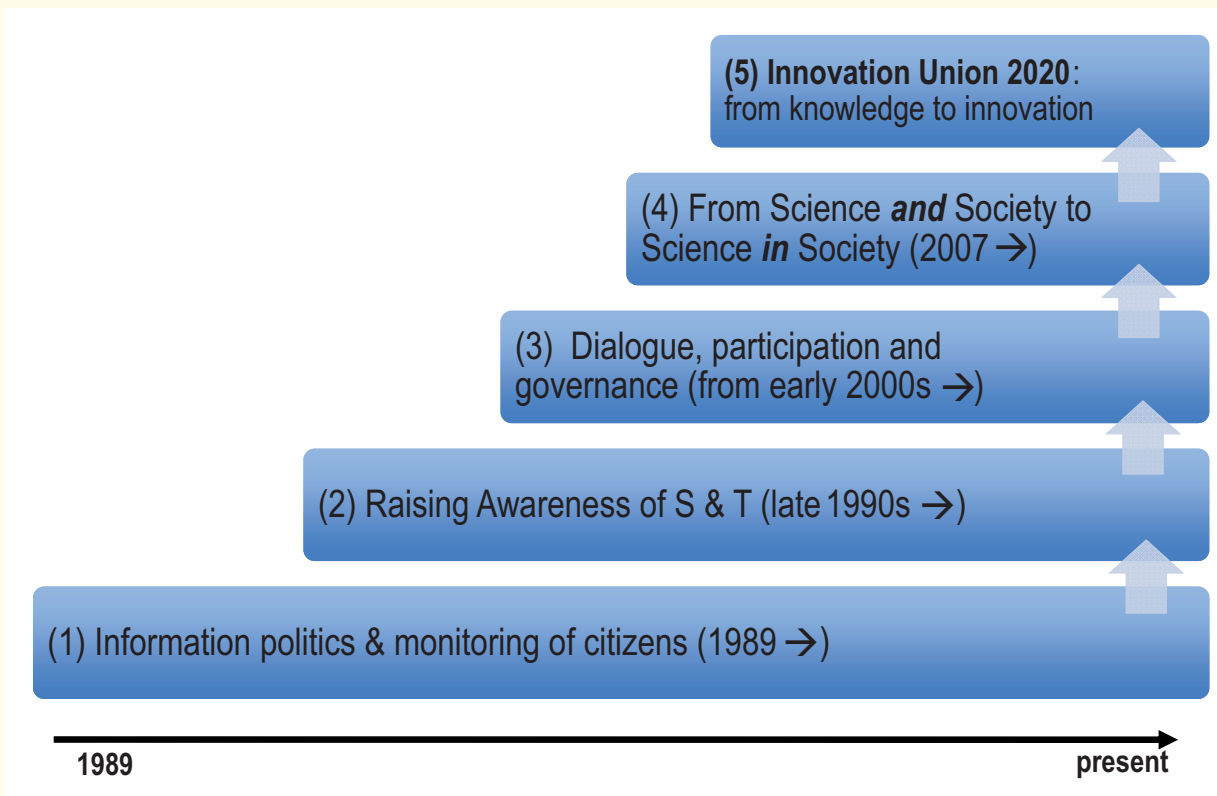 (5) Innovation Union 2020:
from knowledge to innovation
(4) From Science and Society to
Science in Society (2007 →)
(3) Dialogue, participation and
governance (from early 2000s →)
(2) Raising Awareness of S & T (late 1990s →)
(1) Information politics & monitoring of citizens (1989 →)
1989 present